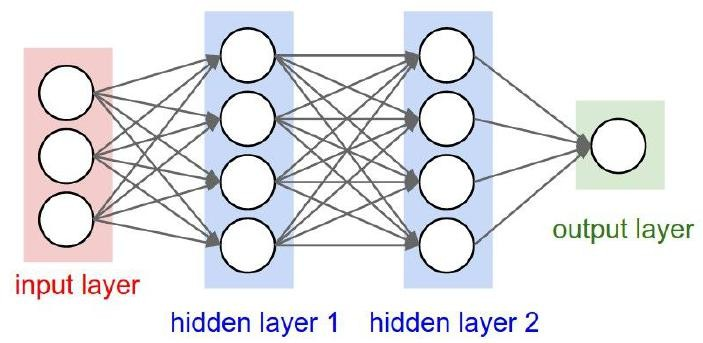 input layer
hidden layer 1
hidden layer 2
output layer